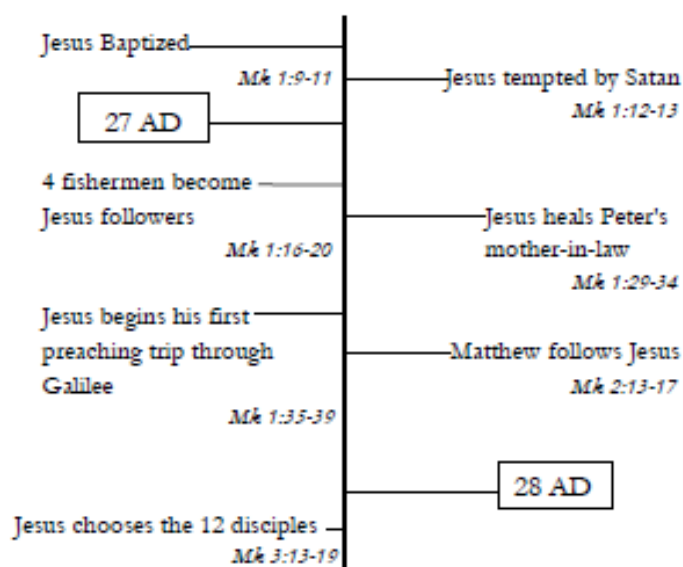 Jesus Baptized
Mk 1:9-11
Jesus tempted by Satan
Mk 1:12-13
27 AD
4 fishermen become
Jesus followers
Mk 1:16-20
Jesus heals Peter's
mother-in-law
Mk 1:29-34
Jesus begins his first
preaching trip through
Galilee
Mk 1:35-39
Matthew follows Jesus
Mk 2:13-17
28 AD
Jesus chooses the 12 disciples
Mk 3:13-19